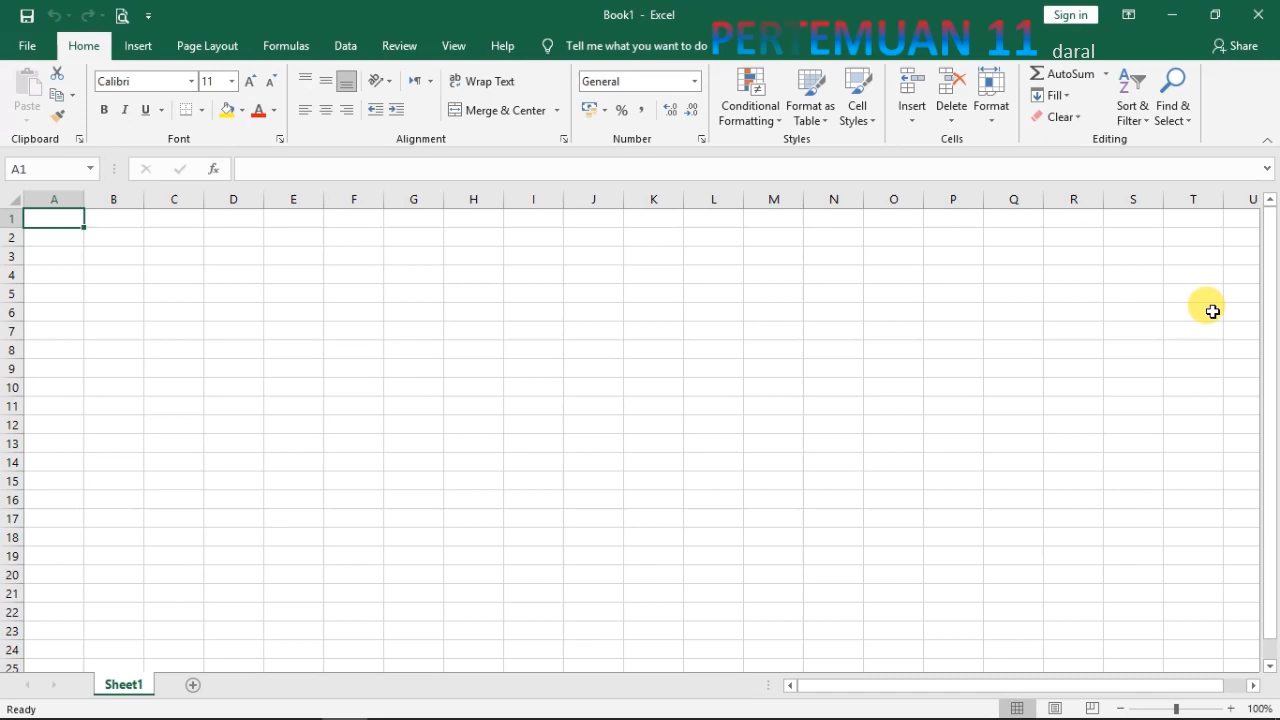 Book1 - Excel
Sign in
PERTEMUAN 11 daral
File Home Insert Page Layout Formulas Data Review View Help Tell me what you want to do Share
Calibri 11 Wrap Text General AutoSum
Paste B I U Merge & Center % , Conditional Formatting Format as Table Cell Styles Insert Delete Format Fill Clear Sort & Filter Find & Select
Clipboard Font Alignment Number Styles Cells Editing
A1 fx
A B C D E F G H I J K L M N O P Q R S T U
1
2
3
4
5
6
7
8
9
10
11
12
13
14
15
16
17
18
19
20
21
22
23
24
25
Sheet1
Ready 100%